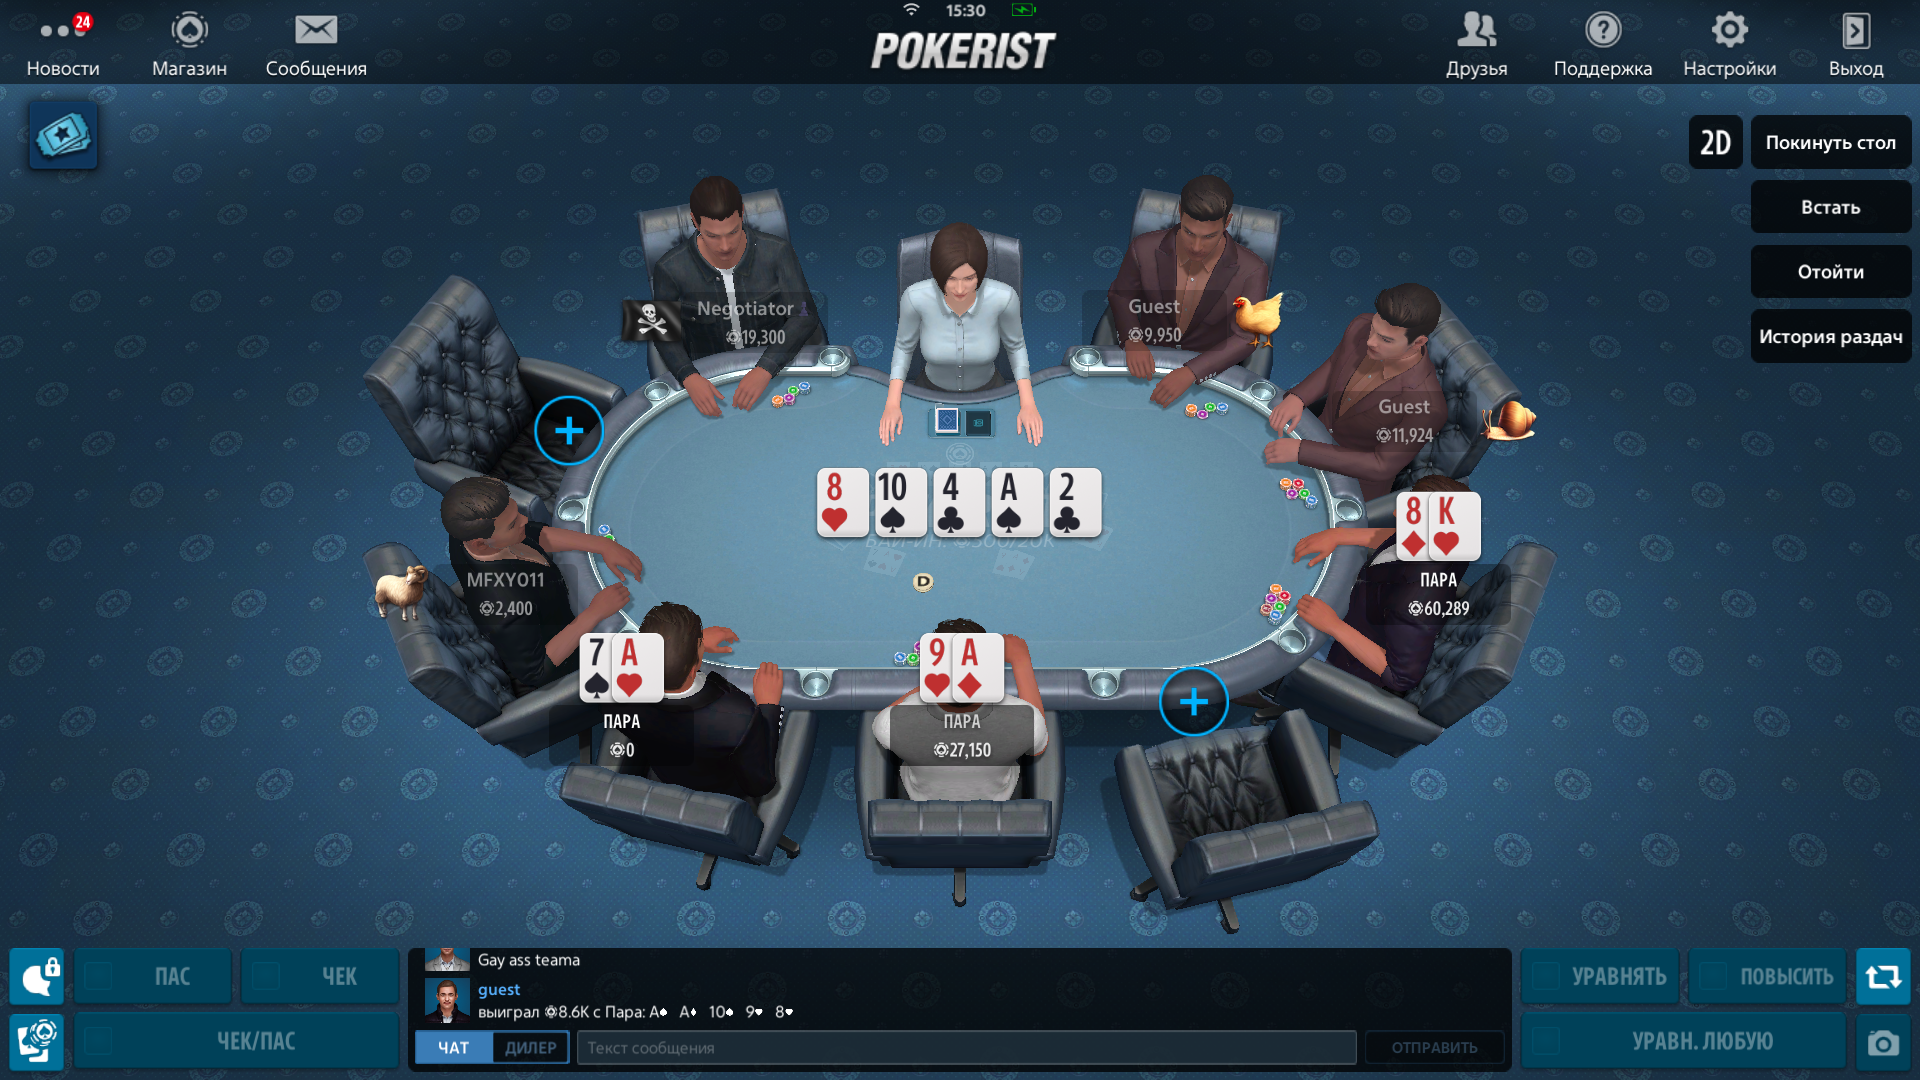 24
15:30
POKERIST
Новости
Магазин
Сообщения
Друзья
Поддержка
Настройки
Выход
2D
Покинуть стол
Встать
Отойти
История раздач
Negotiator
19,300
Guest
9,950
Guest
11,924
8 10 4 A 2
8 K
ПАРА
60,289
D
MFXYO11
2,400
7 A
ПАРА
0
9 A
ПАРА
27,150
ПАС
ЧЕК
ЧЕК/ПАС
Gay ass teama
guest
выиграл 8.6K с Пара: A♠ A♦ 10♠ 9♥ 8♥
ЧАТ
ДИЛЕР
Текст сообщения
ОТПРАВИТЬ
УРАВНЯТЬ
ПОВЫСИТЬ
УРАВН. ЛЮБУЮ